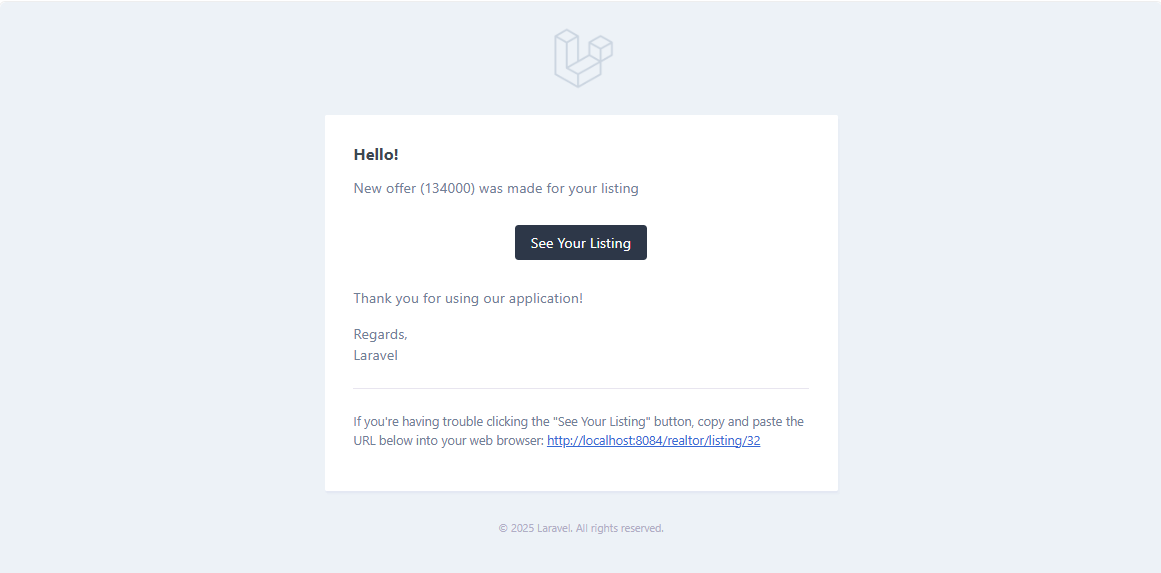 Hello!
New offer (134000) was made for your listing
See Your Listing
Thank you for using our application!
Regards,
Laravel
If you're having trouble clicking the "See Your Listing" button, copy and paste the
URL below into your web browser: http://localhost:8084/realtor/listing/32
© 2025 Laravel. All rights reserved.